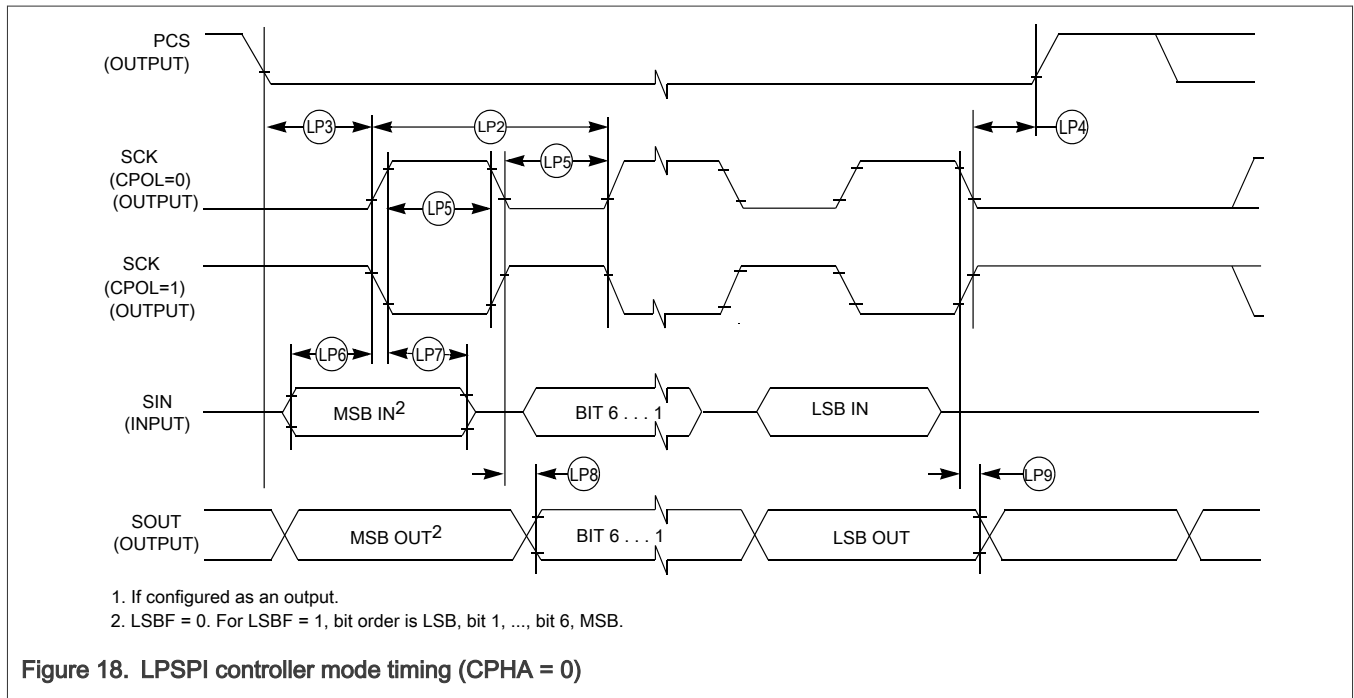 PCS
(OUTPUT)
LP3
LP2
LP4
SCK
(CPOL=0)
(OUTPUT)
LP5
LP5
SCK
(CPOL=1)
(OUTPUT)
LP6
LP7
SIN
(INPUT)
MSB IN2
BIT 6 . . . 1
LSB IN
LP8
LP9
SOUT
(OUTPUT)
MSB OUT2
BIT 6 . . . 1
LSB OUT
1. If configured as an output.
2. LSBF = 0. For LSBF = 1, bit order is LSB, bit 1, ..., bit 6, MSB.
Figure 18. LPSPI controller mode timing (CPHA = 0)